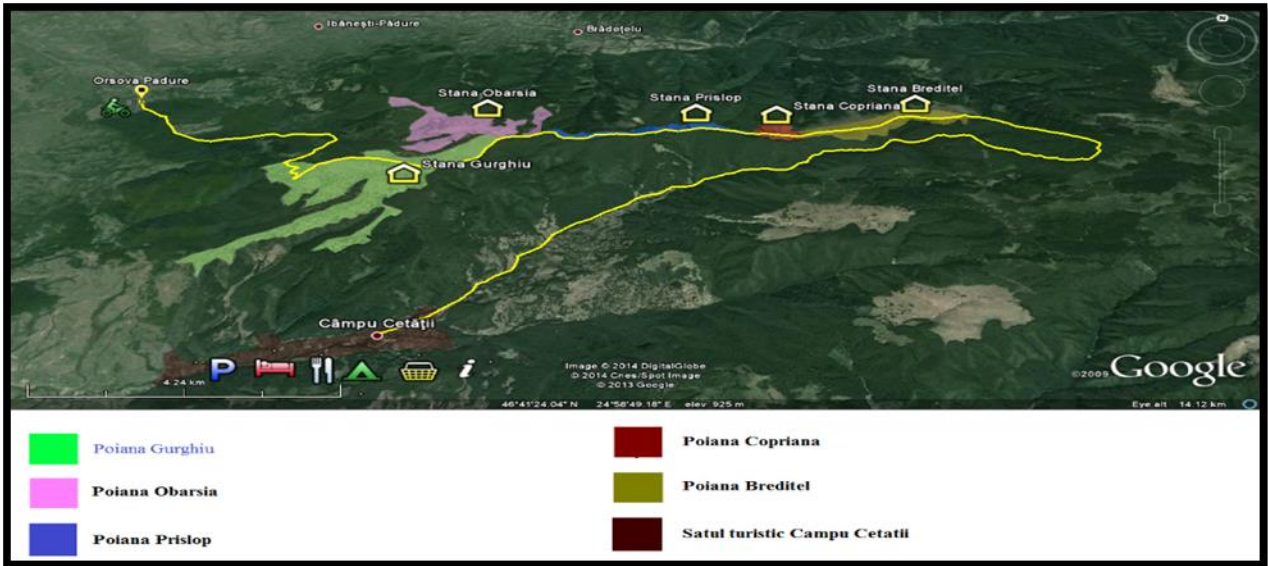 Ibănești-Pădure
Brădețelu
N
Orsova Padure
Stana Obarsia
Stana Prislop
Stana Breditel
Stana Copriana
Stana Gurghiu
Câmpu Cetății
4.24 km
P
i
Image © 2014 DigitalGlobe
© 2014 Cnes/Spot Image
© 2013 Google
©2009 Google
46°41'24.04" N 24°58'49.18" E elev 925 m
Eye alt 14.12 km
Poiana Gurghiu
Poiana Copriana
Poiana Obarsia
Poiana Breditel
Poiana Prislop
Satul turistic Campu Cetatii